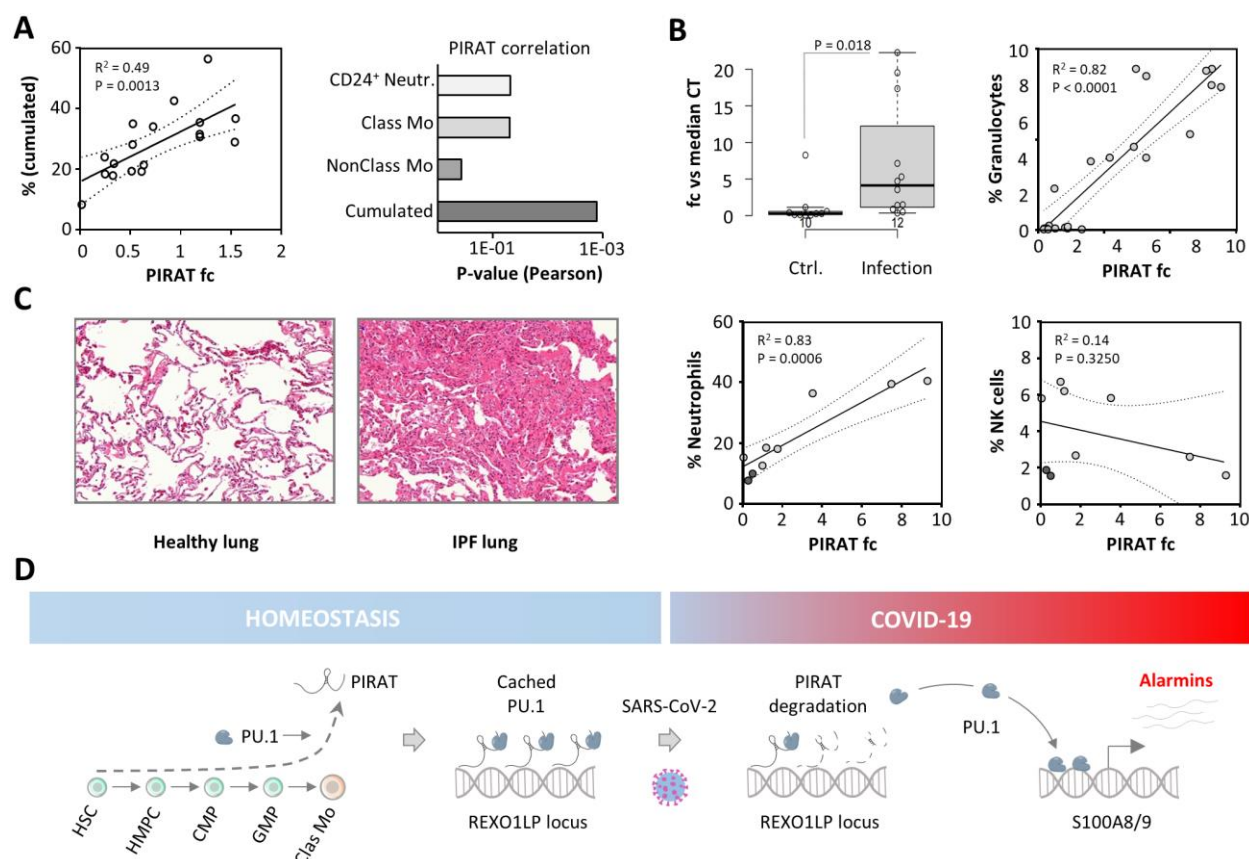 A
60
40
20
0
% (cumulated)
R² = 0.49
P = 0.0013
0 0.5 1 1.5 2
PIRAT fc
PIRAT correlation
CD24⁺ Neutr.
Class Mo
NonClass Mo
Cumulated
1E-01 1E-03
P-value (Pearson)
B
fc vs median CT
20
15
10
5
0
P = 0.018
10 12
Ctrl. Infection
% Granulocytes
10
8
6
4
2
0
R² = 0.82
P < 0.0001
0 2 4 6 8 10
PIRAT fc
C
Healthy lung
IPF lung
% Neutrophils
60
40
20
0
R² = 0.83
P = 0.0006
0 2 4 6 8 10
PIRAT fc
% NK cells
10
8
6
4
2
0
R² = 0.14
P = 0.3250
0 2 4 6 8 10
PIRAT fc
D
HOMEOSTASIS
COVID-19
PIRAT
PU.1
HSC
HMPC
CMP
GMP
Clas Mo
Cached
PU.1
REXO1LP locus
SARS-CoV-2
PIRAT
degradation
REXO1LP locus
PU.1
Alarmins
S100A8/9